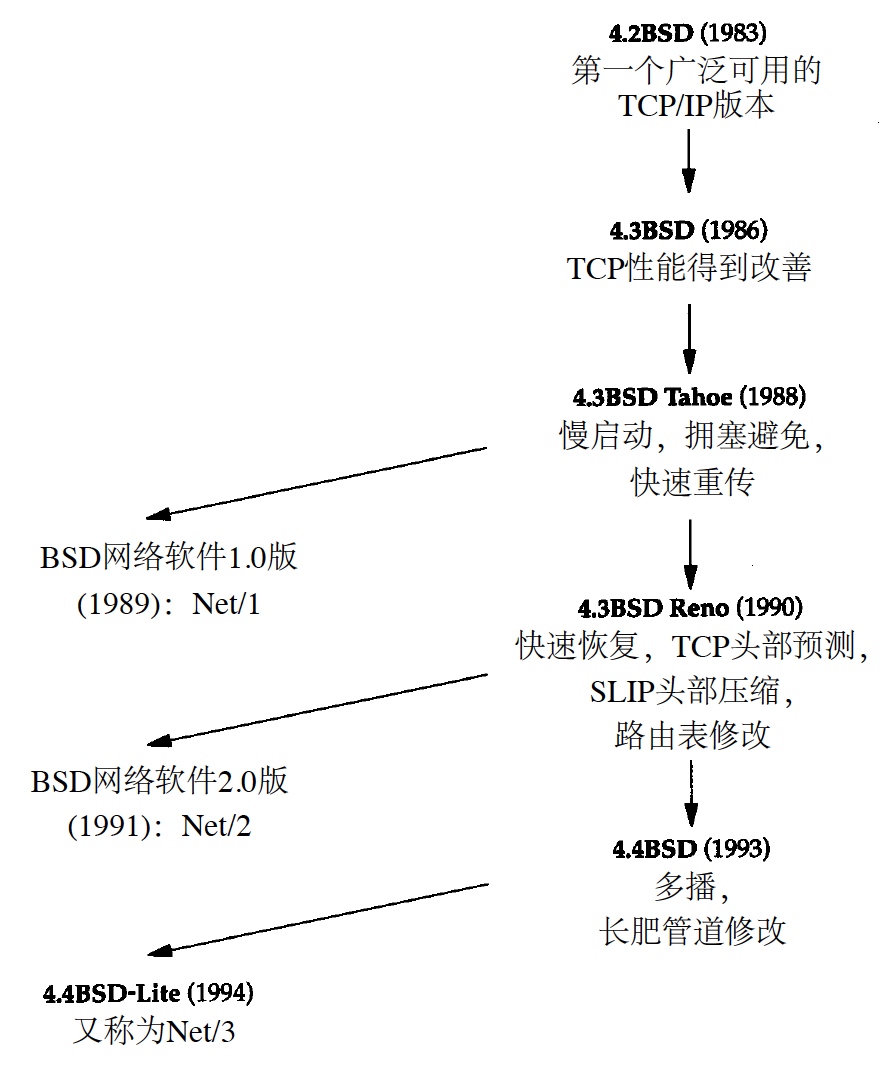 4.2BSD (1983)
第一个广泛可用的
TCP/IP版本
4.3BSD (1986)
TCP性能得到改善
4.3BSD Tahoe (1988)
慢启动，拥塞避免，
快速重传
BSD网络软件1.0版
(1989)：Net/1
4.3BSD Reno (1990)
快速恢复，TCP头部预测，
SLIP头部压缩，
路由表修改
BSD网络软件2.0版
(1991)：Net/2
4.4BSD (1993)
多播，
长肥管道修改
4.4BSD-Lite (1994)
又称为Net/3